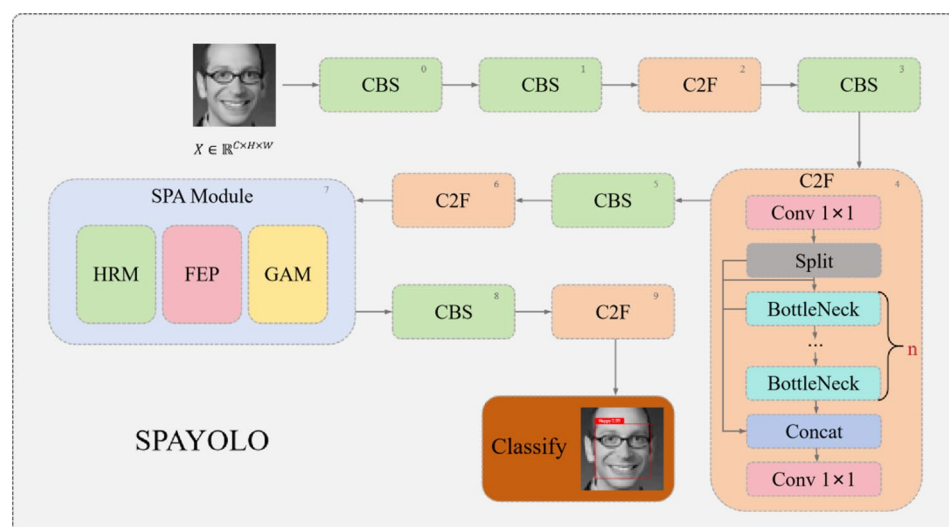 CBS 0
CBS 1
C2F 2
CBS 3
X ∈ ℝ^{C×H×W}
SPA Module 7
HRM
FEP
GAM
C2F 6
CBS 5
C2F 4
Conv 1×1
Split
BottleNeck
...
BottleNeck
n
Concat
Conv 1×1
CBS 8
C2F 9
SPAYOLO
Classify